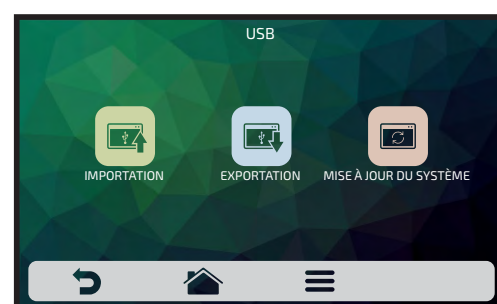 USB
IMPORTATION
EXPORTATION
MISE À JOUR DU SYSTÈME